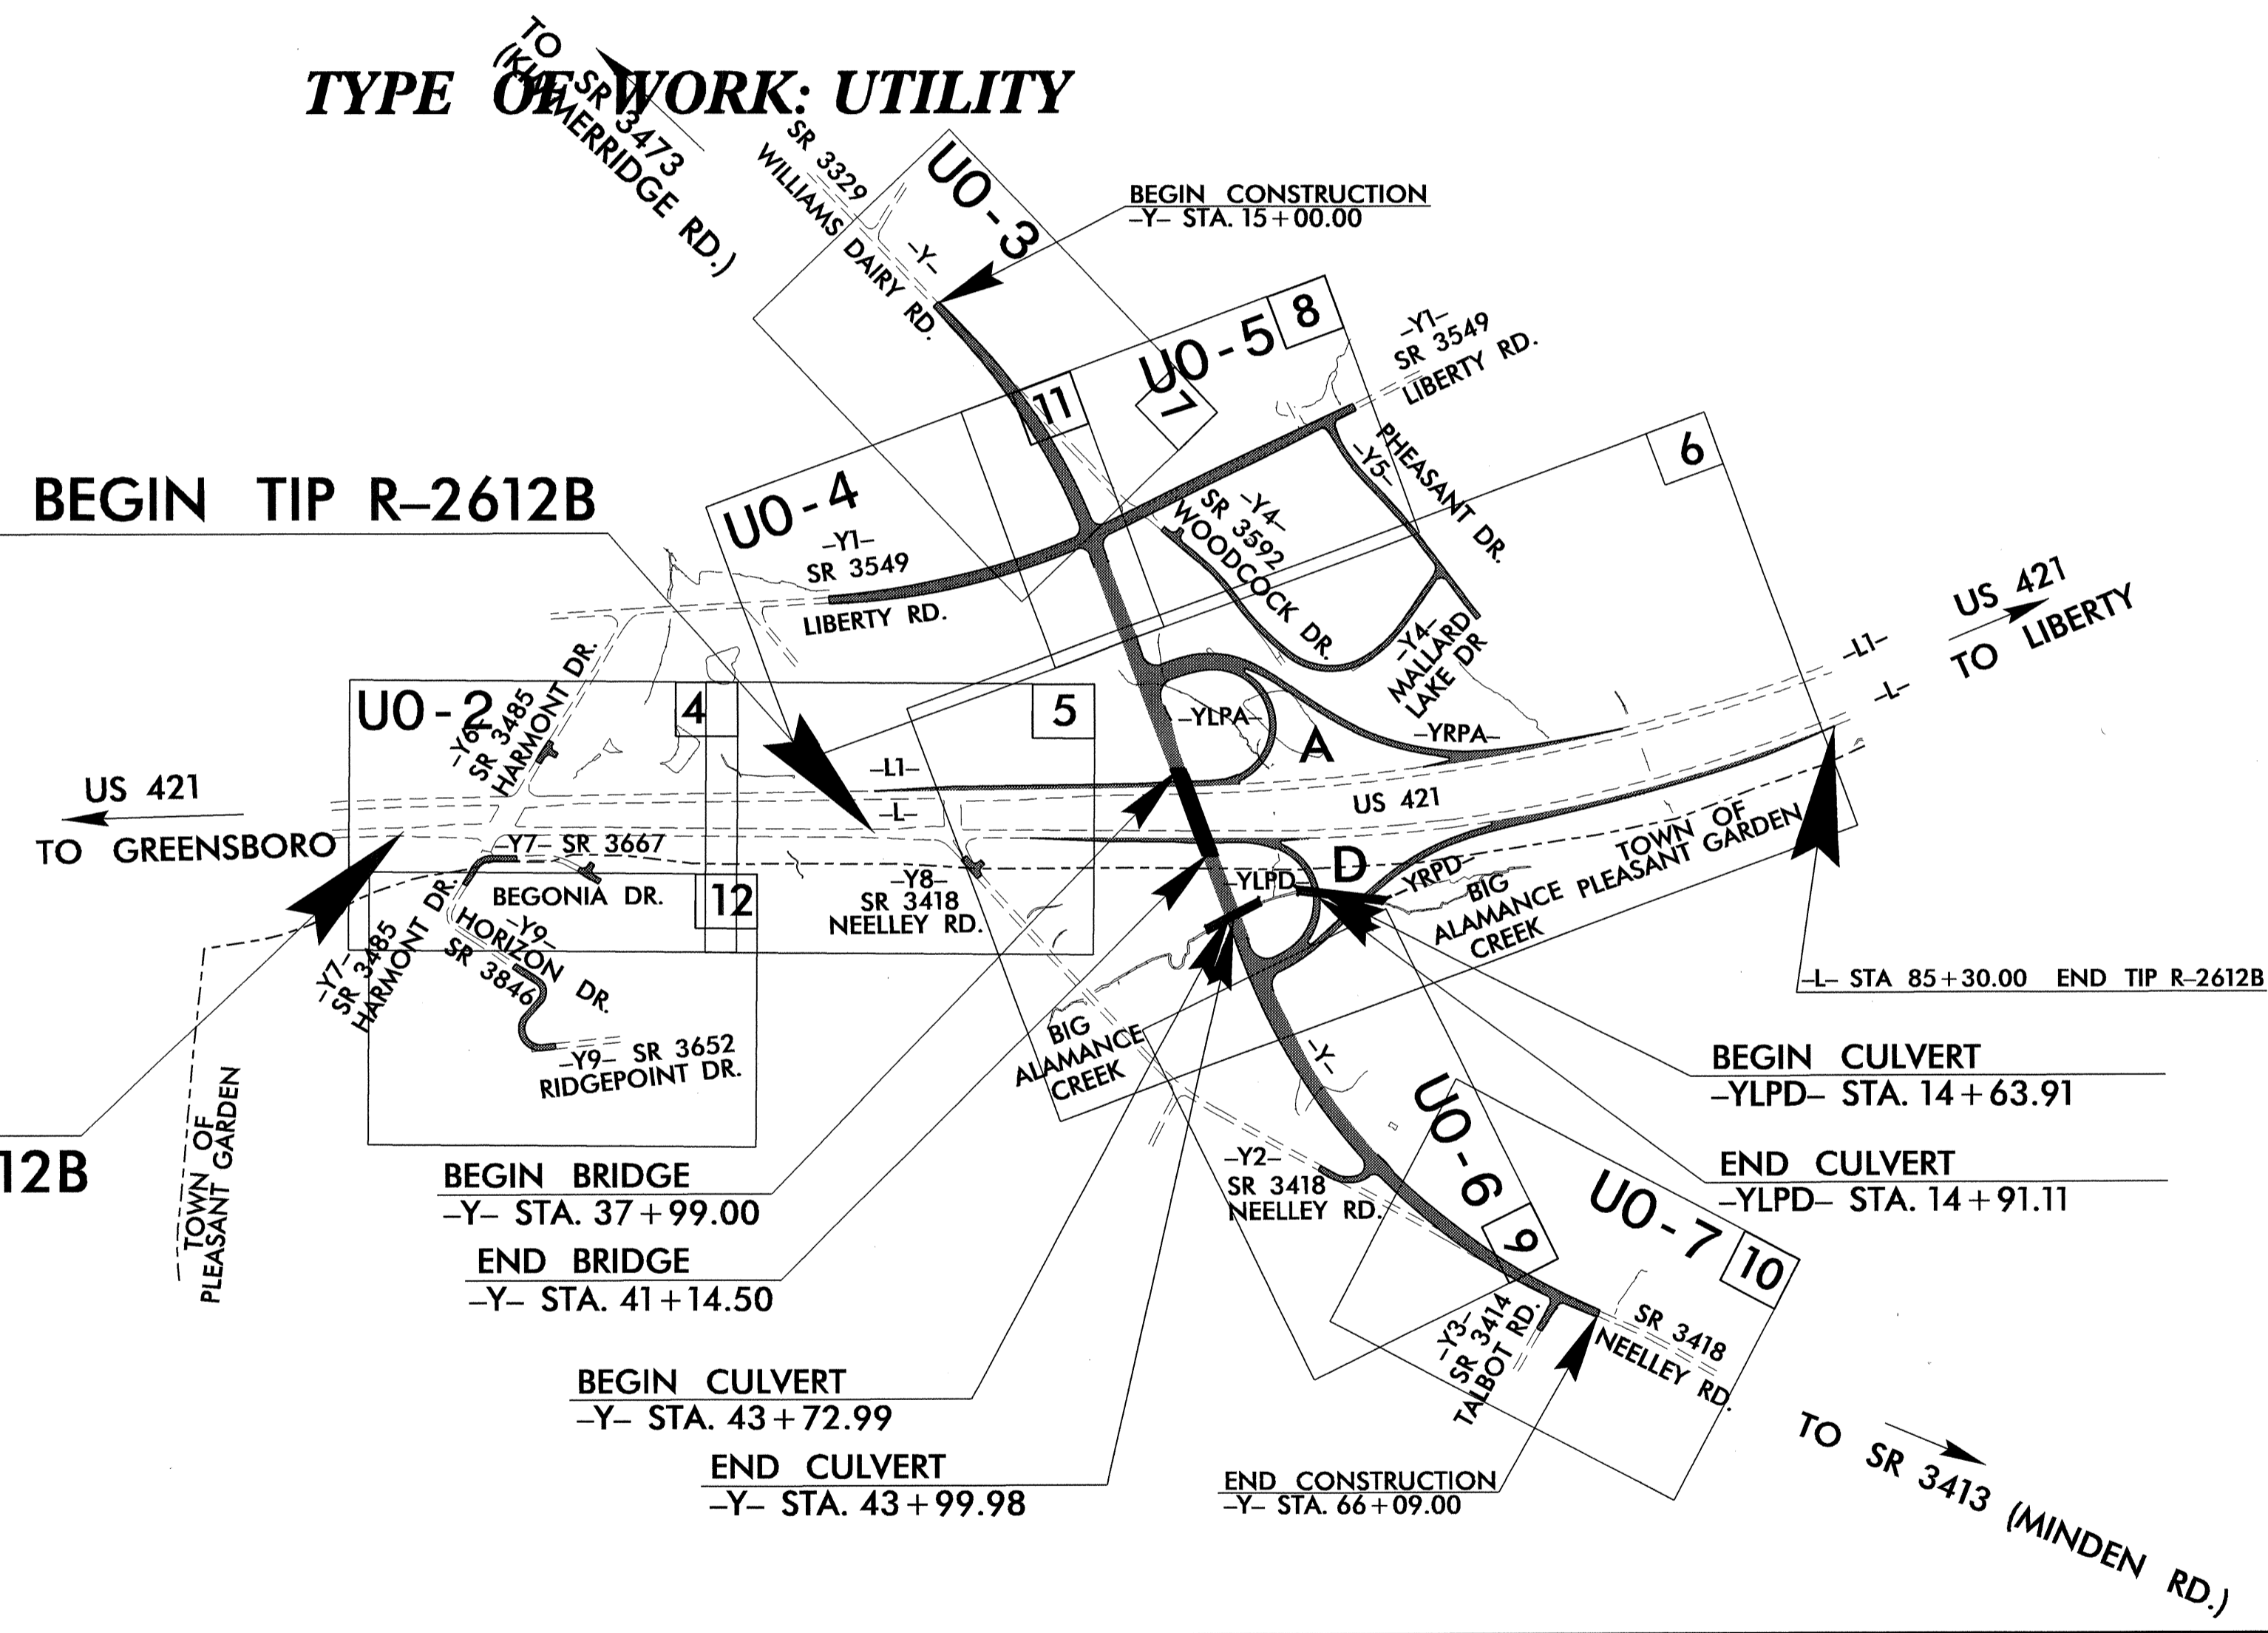 TYPE OF WORK: UTILITY
TO SR 3473
(KIMMERRIDGE RD.)
SR 3329
WILLIAMS DAIRY RD.
-Y-
UO-3
BEGIN CONSTRUCTION
-Y- STA. 15+00.00
UO-5
8
7
11
-Y1-
SR 3549
LIBERTY RD.
6
BEGIN TIP R-2612B
UO-4
-Y1-
SR 3549
LIBERTY RD.
-Y5-
PHEASANT DR.
-Y4-
SR 3592
WOODCOCK DR.
-Y4-
MALLARD
LAKE DR
US 421
TO LIBERTY
-L1-
-L-
UO-2
4
5
-Y6-
SR 3485
HARMONT DR.
-YLPA-
A
-YRPA-
-L1-
-L-
US 421
US 421
TO GREENSBORO
-Y7- SR 3667
BEGONIA DR.
12
-Y8-
SR 3418
NEELLEY RD.
-YLPD-
D
-YRPD-
TOWN OF
PLEASANT GARDEN
BIG
ALAMANCE
CREEK
-Y7-
SR 3485
HARMONT DR.
-Y9-
HORIZON DR.
SR 3846
-Y9- SR 3652
RIDGEPOINT DR.
-L- STA 85+30.00 END TIP R-2612B
BIG
ALAMANCE
CREEK
-Y-
TOWN OF
PLEASANT GARDEN
12B
BEGIN CULVERT
-YLPD- STA. 14+63.91
END CULVERT
-YLPD- STA. 14+91.11
BEGIN BRIDGE
-Y- STA. 37+99.00
END BRIDGE
-Y- STA. 41+14.50
-Y2-
SR 3418
NEELLEY RD.
UO-6
9
UO-7
10
-Y3-
SR 3414
TALBOT RD.
SR 3418
NEELLEY RD.
BEGIN CULVERT
-Y- STA. 43+72.99
END CULVERT
-Y- STA. 43+99.98
END CONSTRUCTION
-Y- STA. 66+09.00
TO SR 3413 (MINDEN RD.)